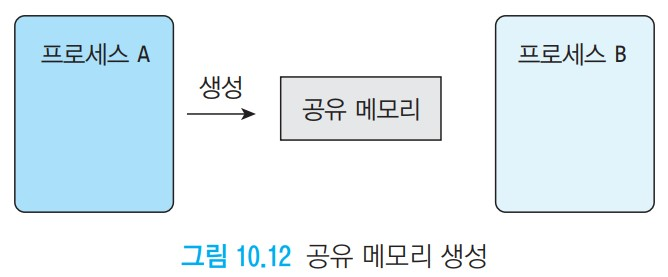 프로세스 A
생성
공유 메모리
프로세스 B
그림 10.12 공유 메모리 생성